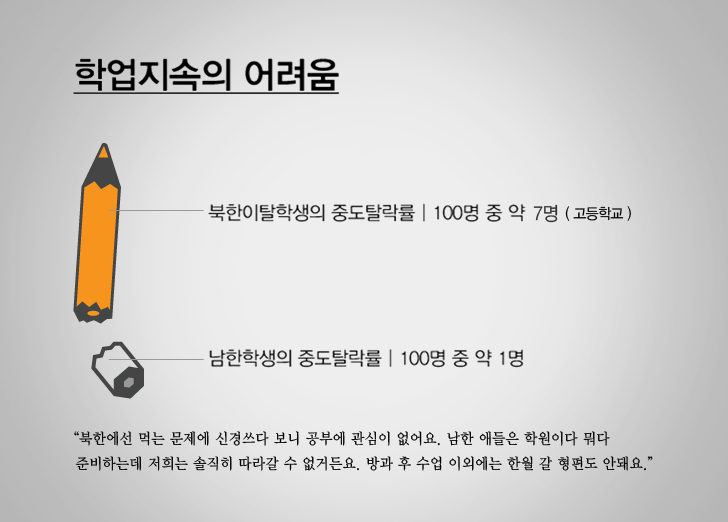 학업지속의 어려움
북한이탈학생의 중도탈락률 | 100명 중 약 7명 ( 고등학교 )
남한학생의 중도탈락률 | 100명 중 약 1명
“북한에선 먹는 문제에 신경쓰다 보니 공부에 관심이 없어요. 남한 애들은 학원이다 뭐다
준비하는데 저희는 솔직히 따라갈 수 없거든요. 방과 후 수업 이외에는 한월 갈 형편도 안돼요.”